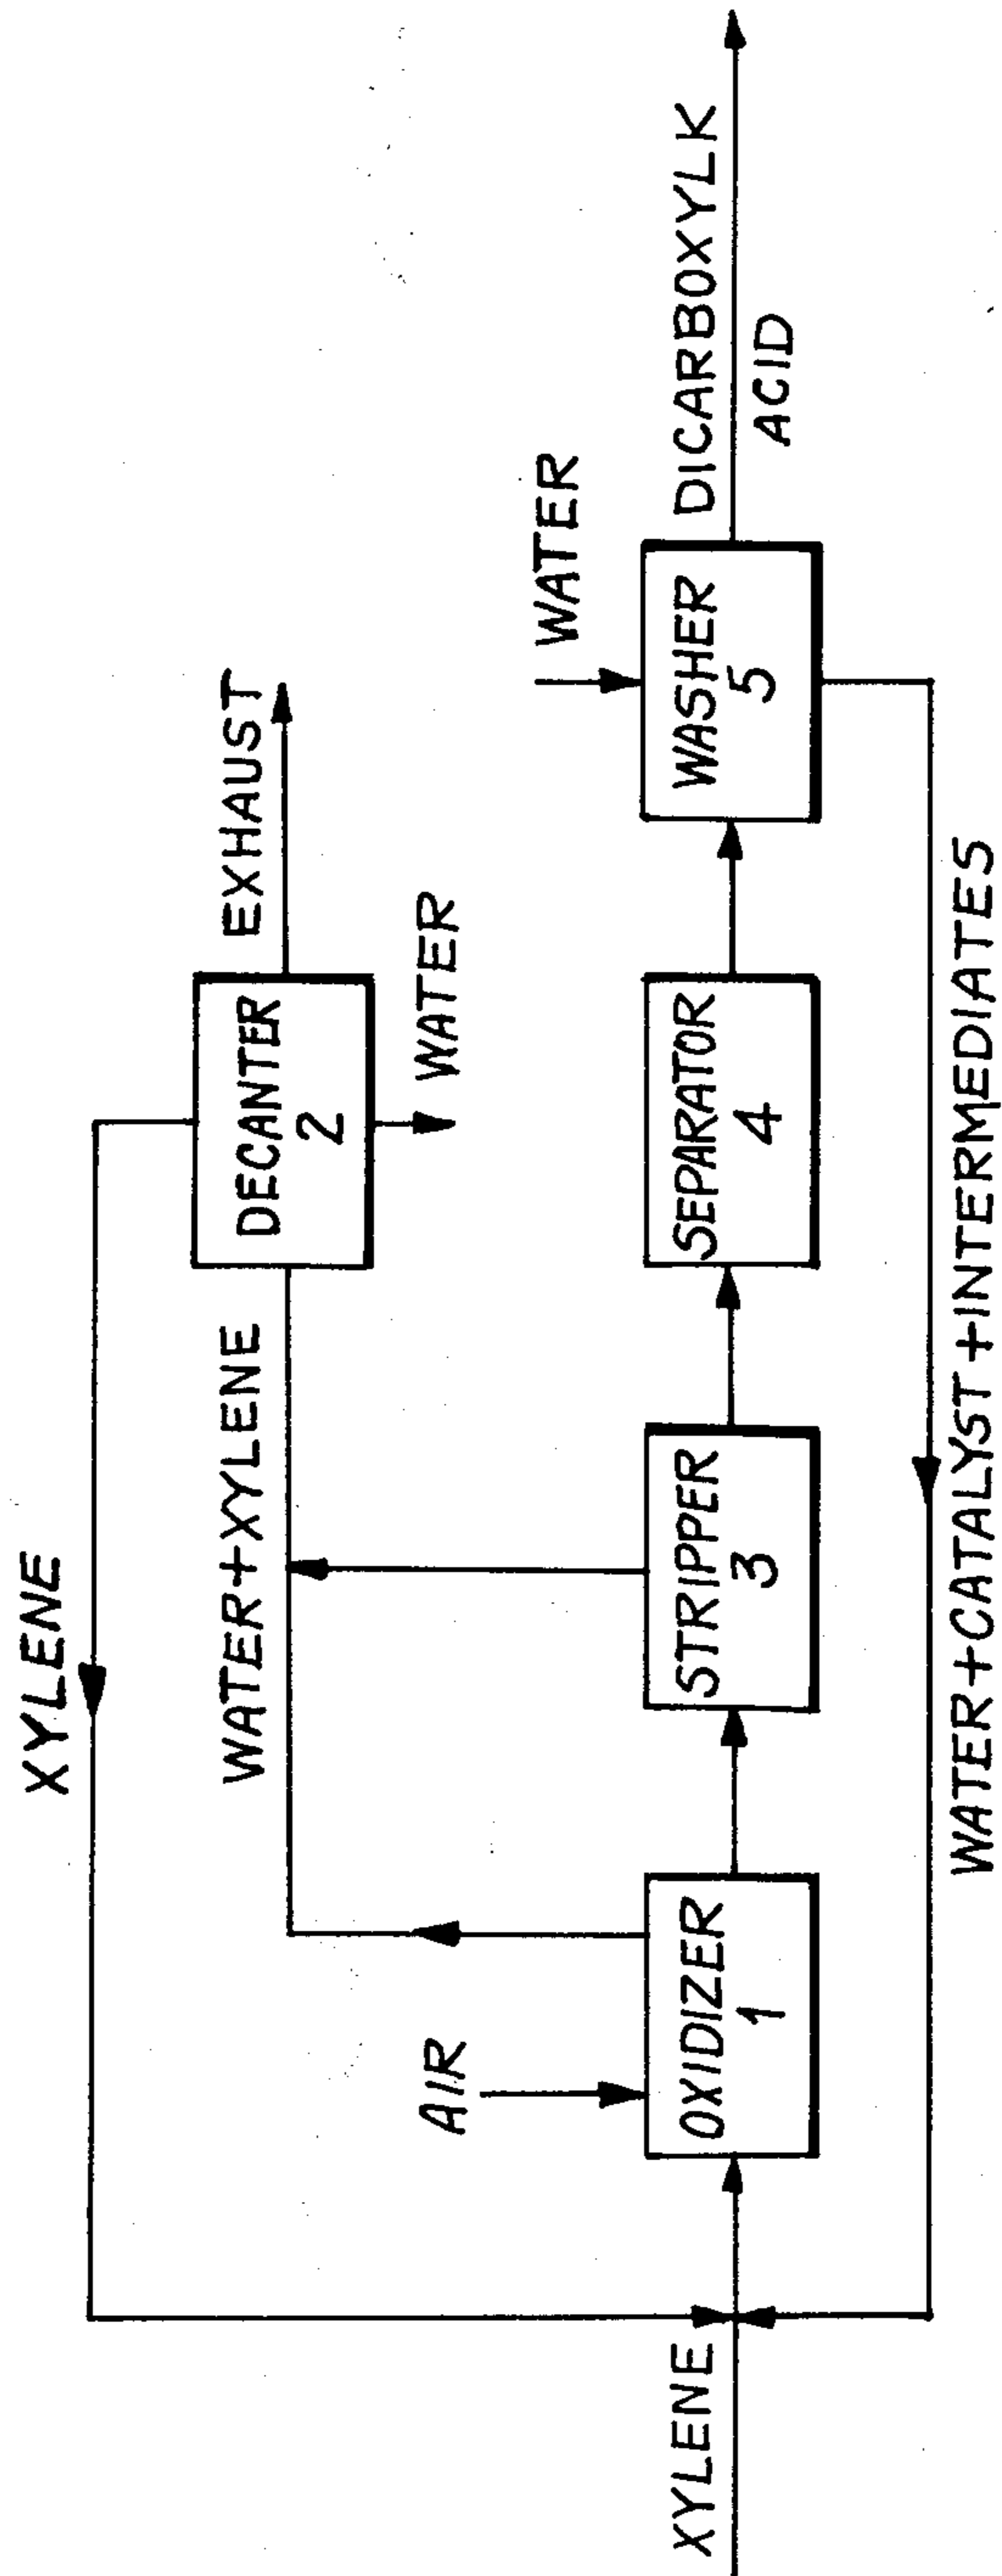 XYLENE
WATER+XYLENE
DECANTER
2
EXHAUST
WATER
AIR
XYLENE
OXIDIZER
1
STRIPPER
3
SEPARATOR
4
WATER
WASHER
5
DICARBOXYLK
ACID
WATER+CATALYST+INTERMEDIATES